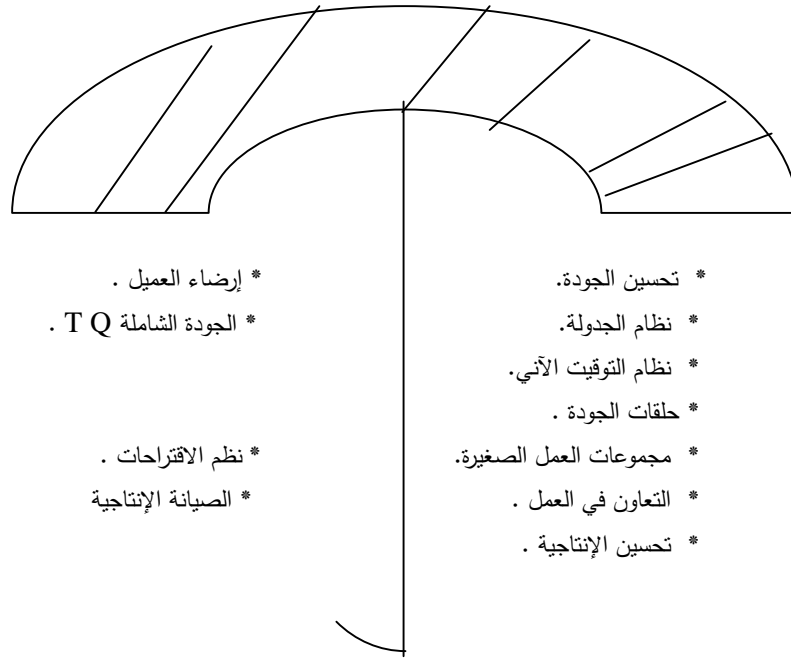 * تحسين الجودة.
* نظام الجدولة.
* نظام التوقيت الآني.
* حلقات الجودة .
* مجموعات العمل الصغيرة.
* التعاون في العمل .
* تحسين الإنتاجية .
* إرضاء العميل .
* الجودة الشاملة T Q .
* نظم الاقتراحات .
* الصيانة الإنتاجية